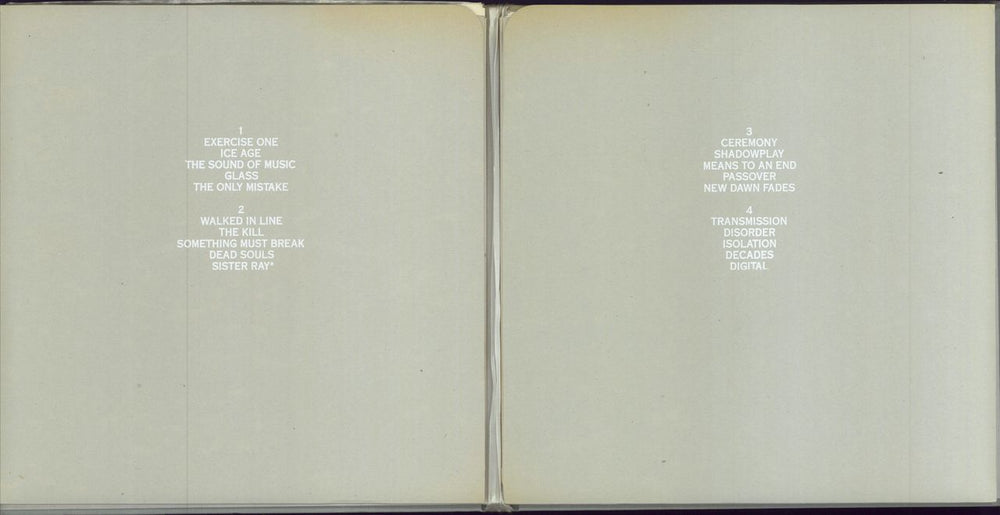 1
EXERCISE ONE
ICE AGE
THE SOUND OF MUSIC
GLASS
THE ONLY MISTAKE
2
WALKED IN LINE
THE KILL
SOMETHING MUST BREAK
DEAD SOULS
SISTER RAY*
3
CEREMONY
SHADOWPLAY
MEANS TO AN END
PASSOVER
NEW DAWN FADES
4
TRANSMISSION
DISORDER
ISOLATION
DECADES
DIGITAL